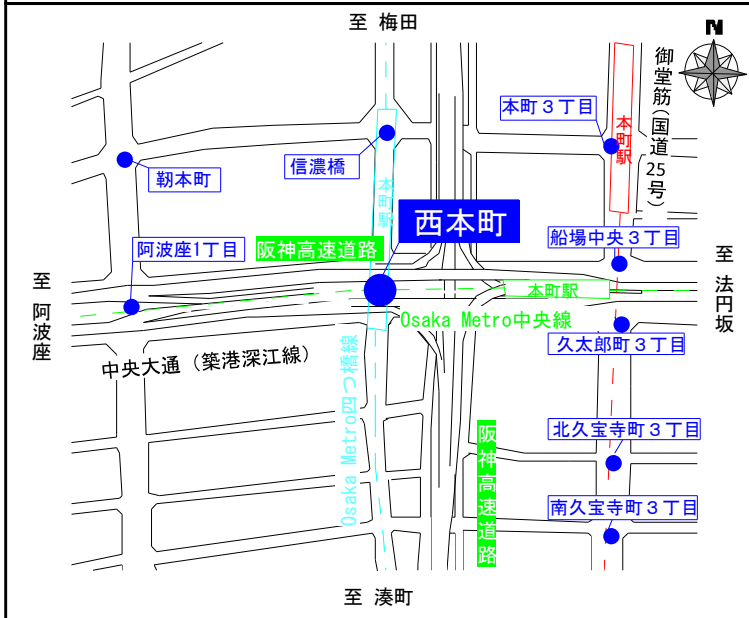 至 梅田
N
御堂筋(国道25号)
本町３丁目
本町駅
信濃橋
本町駅
靭本町
西本町
阿波座1丁目
阪神高速道路
船場中央３丁目
至 阿波座
至 法円坂
本町駅
Osaka Metro中央線
久太郎町３丁目
中央大通（築港深江線）
Osaka Metro四つ橋線
阪神高速道路
北久宝寺町３丁目
南久宝寺町３丁目
至 湊町